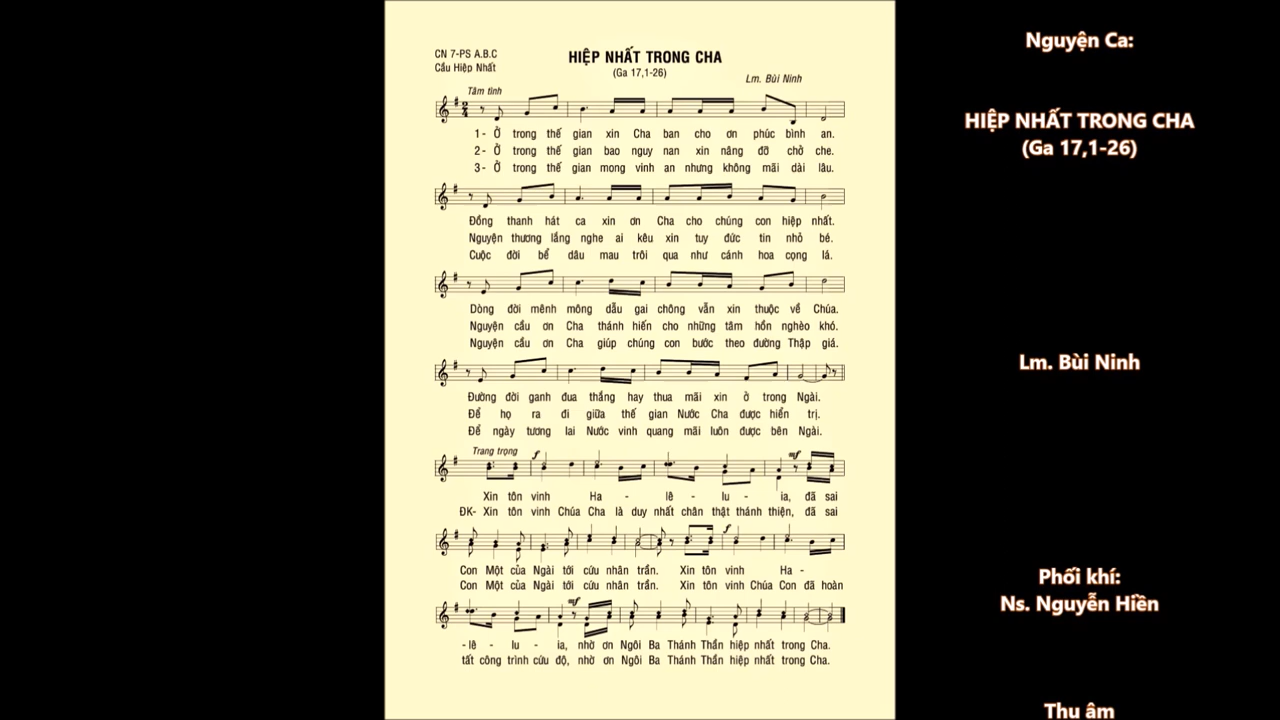 CN 7-PS A.B.C
Cầu Hiệp Nhất
HIỆP NHẤT TRONG CHA
(Ga 17,1-26)
Lm. Bùi Ninh
Tâm tình
1- Ở trong thế gian xin Cha ban cho ơn phúc bình an.
2- Ở trong thế gian bao nguy nan xin nâng đỡ chở che.
3- Ở trong thế gian mong vinh an nhưng không mãi dài lâu.
Đồng thanh hát ca xin ơn Cha cho chúng con hiệp nhất.
Nguyện thương lắng nghe ai kêu xin tuy đức tin nhỏ bé.
Cuộc đời bể dâu mau trôi qua như cánh hoa cọng lá.
Dòng đời mênh mông dẫu gai chông vẫn xin thuộc về Chúa.
Nguyện cầu ơn Cha thánh hiến cho những tâm hồn nghèo khó.
Nguyện cầu ơn Cha giúp chúng con bước theo đường Thập giá.
Đường đời ganh đua thắng hay thua mãi xin ở trong Ngài.
Để họ ra đi giữa thế gian Nước Cha được hiển trị.
Để ngày tương lai Nước vinh quang mãi luôn được bên Ngài.
Trang trọng f mf
Xin tôn vinh Ha - lê - lu - ia, đã sai
ĐK- Xin tôn vinh Chúa Cha là duy nhất chân thật thánh thiện, đã sai
f
Con Một của Ngài tới cứu nhân trần. Xin tôn vinh Ha -
Con Một của Ngài tới cứu nhân trần. Xin tôn vinh Chúa Con đã hoàn
mf
- lê - lu - ia, nhờ ơn Ngôi Ba Thánh Thần hiệp nhất trong Cha.
tất công trình cứu độ, nhờ ơn Ngôi Ba Thánh Thần hiệp nhất trong Cha.
Nguyện Ca:
HIỆP NHẤT TRONG CHA
(Ga 17,1-26)
Lm. Bùi Ninh
Phối khí:
Ns. Nguyễn Hiền
Thu âm